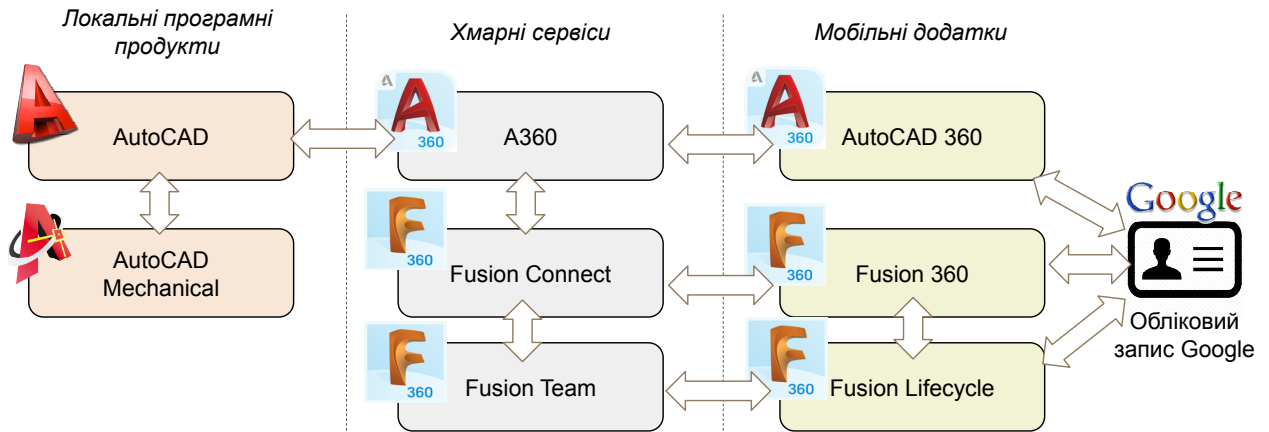 Локальні програмні
продукти
Хмарні сервіси
Мобільні додатки
AutoCAD
360
A360
360
AutoCAD 360
Google
AutoCAD
Mechanical
360
Fusion Connect
360
Fusion 360
Обліковий
запис Google
360
Fusion Team
360
Fusion Lifecycle